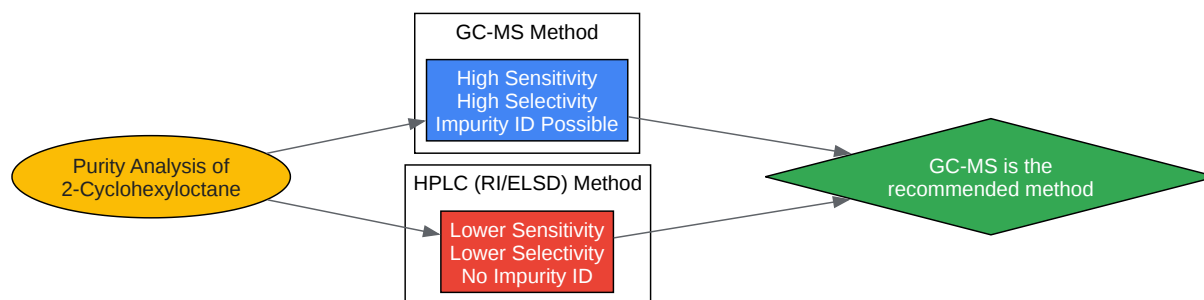 GC-MS Method
High Sensitivity
High Selectivity
Impurity ID Possible
Purity Analysis of
2-Cyclohexyloctane
HPLC (RI/ELSD) Method
Lower Sensitivity
Lower Selectivity
No Impurity ID
GC-MS is the
recommended method